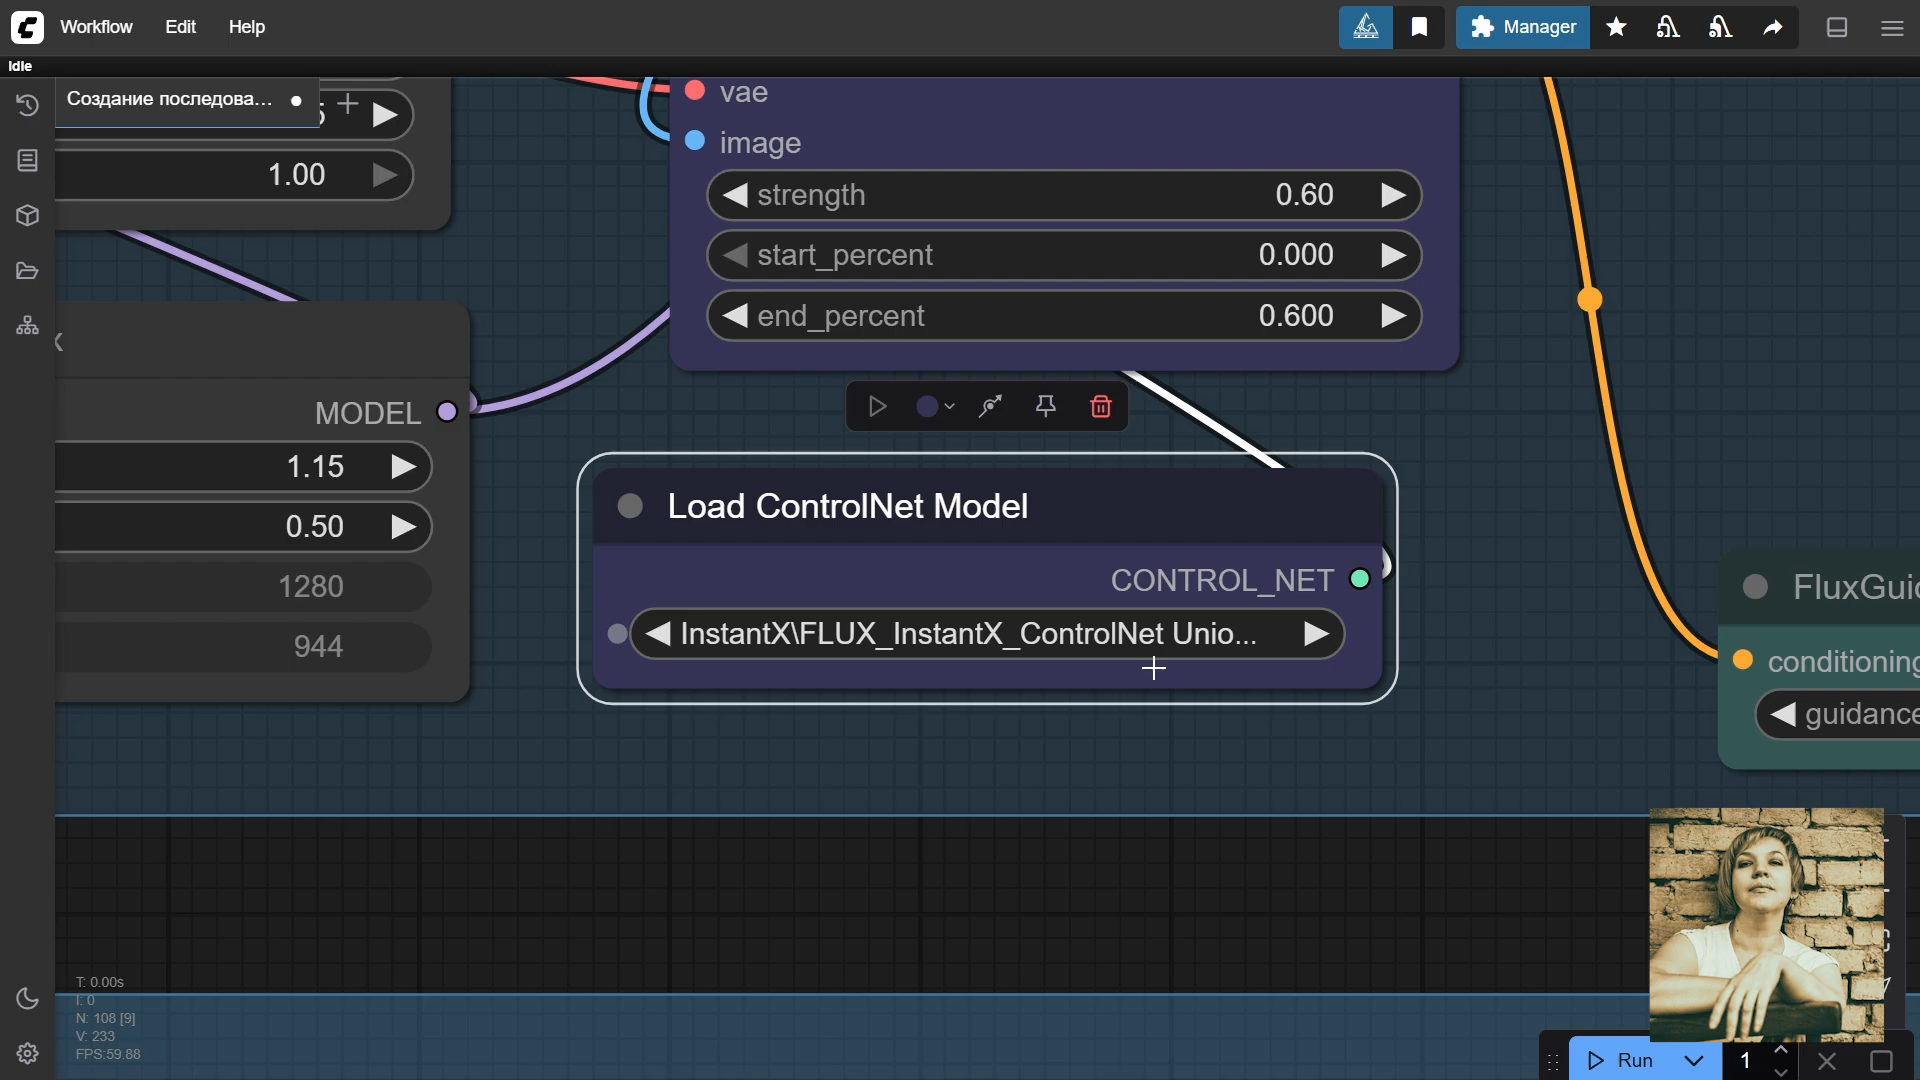 Workflow Edit Help
Manager
Idle
Создание последова...
1.00
vae
image
strength 0.60
start_percent 0.000
end_percent 0.600
MODEL
1.15
0.50
1280
944
Load ControlNet Model
CONTROL_NET
InstantX\FLUX_InstantX_ControlNet Unio...
FluxGuid
conditioning
guidance
T: 0.00s
I: 0
N: 108 [9]
V: 233
FPS:59.88
Run 1